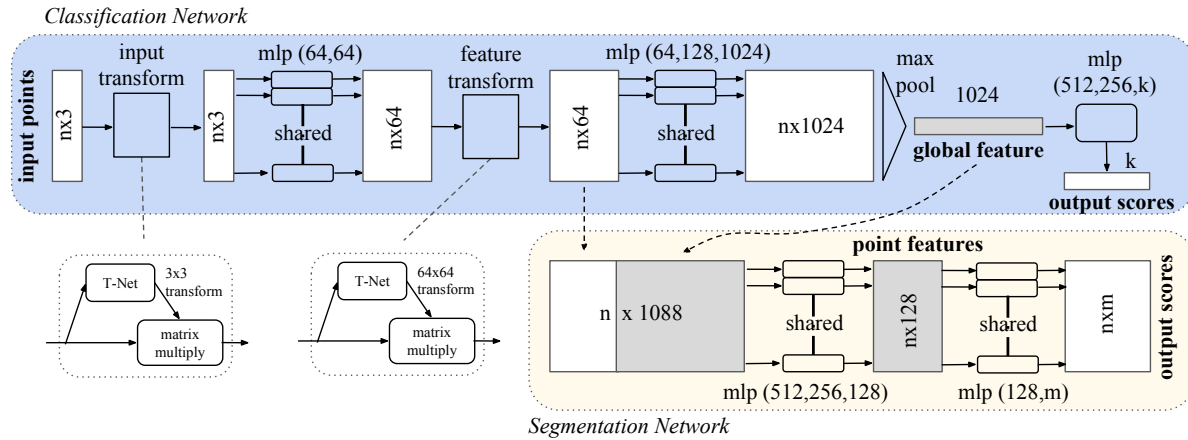 Classification Network
input points
nx3
input
transform
nx3
mlp (64,64)
shared
nx64
feature
transform
nx64
mlp (64,128,1024)
shared
nx1024
max
pool
1024
global feature
mlp
(512,256,k)
k
output scores
T-Net
3x3
transform
matrix
multiply
T-Net
64x64
transform
matrix
multiply
point features
n x 1088
shared
mlp (512,256,128)
nx128
shared
mlp (128,m)
nxm
output scores
Segmentation Network